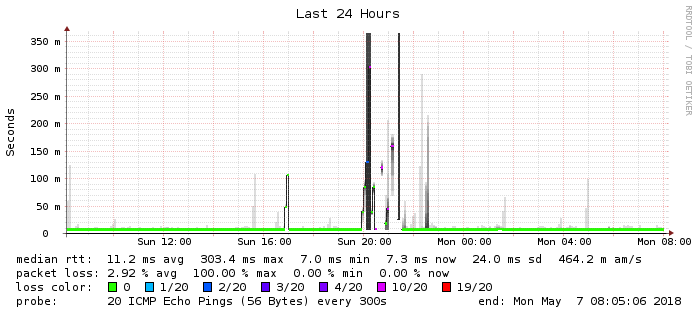 Last 24 Hours
RRDTOOL / TOBI OETIKER
Seconds
350 m
300 m
250 m
200 m
150 m
100 m
50 m
0
Sun 12:00 Sun 16:00 Sun 20:00 Mon 00:00 Mon 04:00 Mon 08:00
median rtt: 11.2 ms avg 303.4 ms max 7.0 ms min 7.3 ms now 24.0 ms sd 464.2 m am/s
packet loss: 2.92 % avg 100.00 % max 0.00 % min 0.00 % now
loss color: 0 1/20 2/20 3/20 4/20 10/20 19/20
probe: 20 ICMP Echo Pings (56 Bytes) every 300s end: Mon May 7 08:05:06 2018